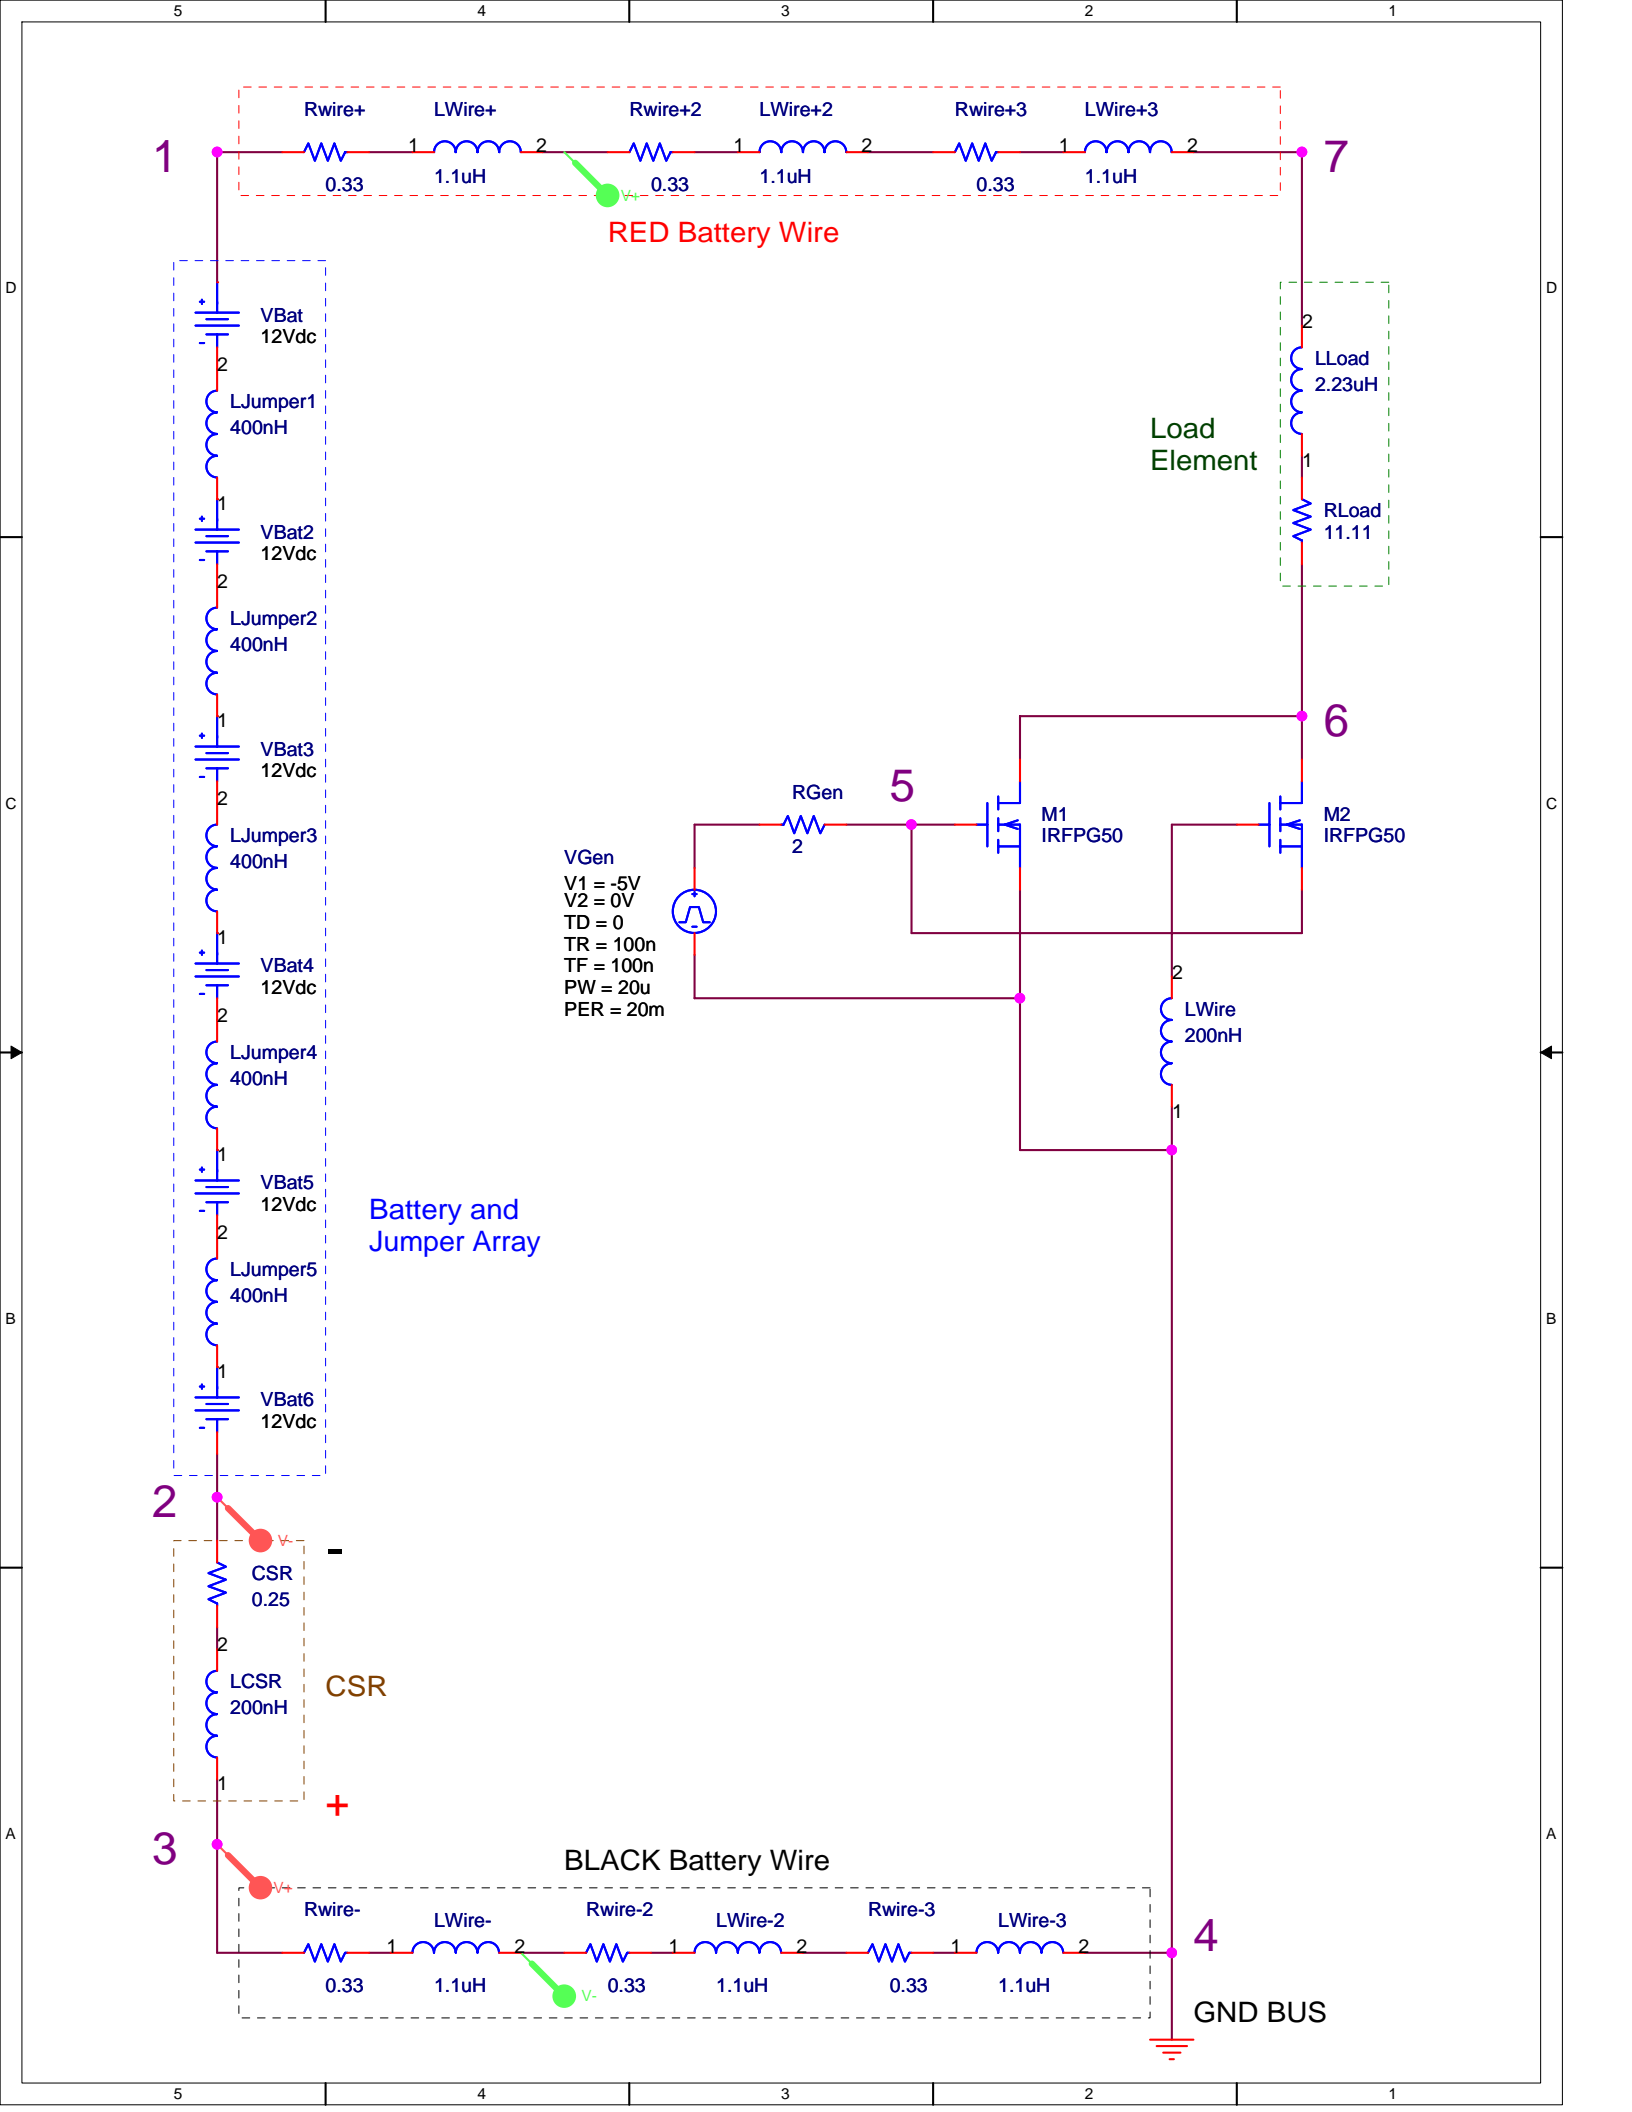 5 4 3 2 1
Rwire+ LWire+ Rwire+2 LWire+2 Rwire+3 LWire+3
1 1 2 1 2 1 2 7
0.33 1.1uH 0.33 1.1uH 0.33 1.1uH
V+
RED Battery Wire
D D
+ VBat
12Vdc
-
2
LJumper1
400nH
1
+ VBat2
12Vdc
-
2
LJumper2
400nH
1
+ VBat3
12Vdc
-
2
LJumper3
400nH
1
+ VBat4
12Vdc
-
2
LJumper4
400nH
1
+ VBat5
12Vdc
-
2
LJumper5
400nH
1
+ VBat6
12Vdc
-
Battery and
Jumper Array
2
LLoad
2.23uH
1
RLoad
11.11
Load
Element
6
C C
RGen
2
5
M1
IRFPG50
M2
IRFPG50
VGen
V1 = -5V
V2 = 0V
TD = 0
TR = 100n
TF = 100n
PW = 20u
PER = 20m
+
-
2
LWire
200nH
1
B B
2
V-
-
CSR
0.25
2
LCSR
200nH
1
CSR
+
A A
3
V+
BLACK Battery Wire
Rwire- LWire- Rwire-2 LWire-2 Rwire-3 LWire-3
1 2 1 2 1 2 4
0.33 1.1uH 0.33 1.1uH 0.33 1.1uH
V-
GND BUS
5 4 3 2 1